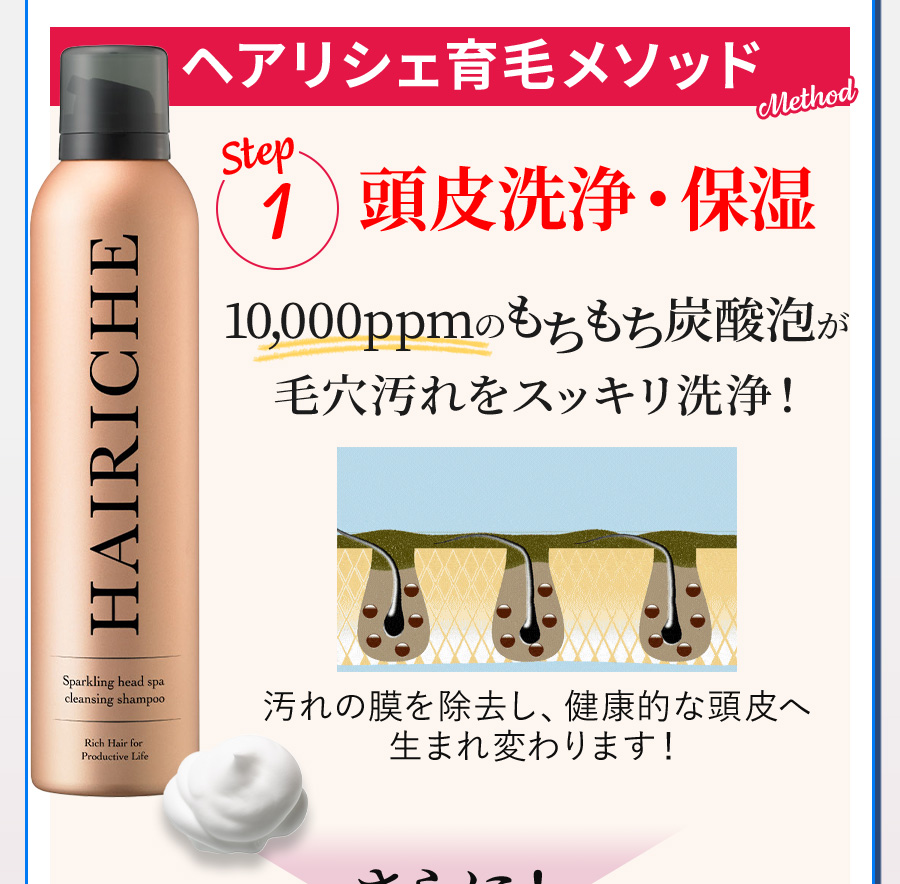 ヘアリシェ育毛メソッド
Method
Step
1
頭皮洗浄・保湿
10,000ppmのもちもち炭酸泡が
毛穴汚れをスッキリ洗浄！
HAIRICHE
Sparkling head spa
cleansing shampoo
Rich Hair for
Productive Life
汚れの膜を除去し、健康的な頭皮へ
生まれ変わります！
さらに！